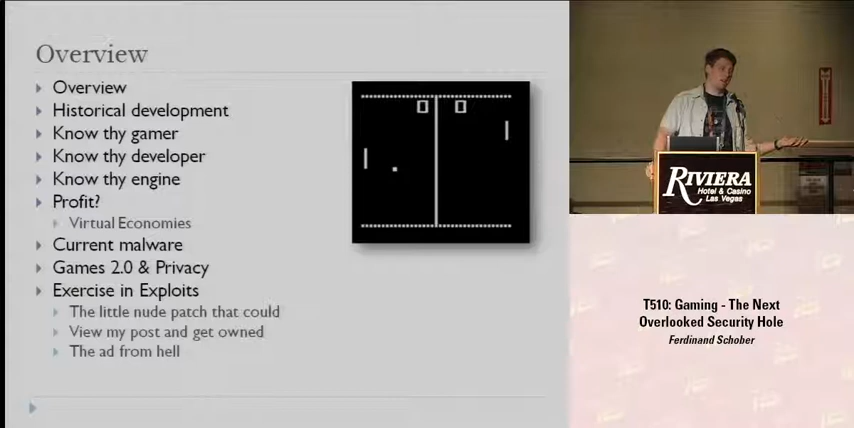 Overview
Overview
Historical development
Know thy gamer
Know thy developer
Know thy engine
Profit?
Virtual Economies
Current malware
Games 2.0 & Privacy
Exercise in Exploits
The little nude patch that could
View my post and get owned
The ad from hell
0 0
RIVIERA
Hotel & Casino
Las Vegas
T510: Gaming - The Next
Overlooked Security Hole
Ferdinand Schober